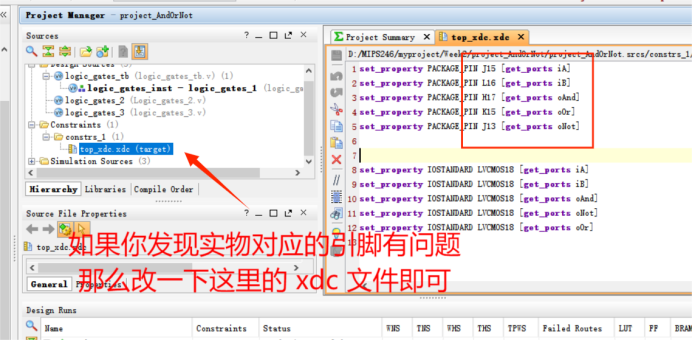 Project Manager - project_AndOrNot
Sources
Design Sources (3)
logic_gates_tb (logic_gates_tb.v) (1)
logic_gates_inst - logic_gates_1 (logic_ga
logic_gates_2 (logic_gates_2.v)
logic_gates_3 (logic_gates_3.v)
Constraints (1)
constrs_1 (1)
top_xdc.xdc (target)
Simulation Sources (3)
Hierarchy Libraries Compile Order
Source File Properties
top_xdc.xdc
General Properties
Project Summary
top_xdc.xdc
D:/MIPS246/myproject/Week2/project_AndOrNot/project_AndOrNot.srcs/constrs_1/
1 set_property PACKAGE_PIN J15 [get_ports iA]
2 set_property PACKAGE_PIN L16 [get_ports iB]
3 set_property PACKAGE_PIN H17 [get_ports oAnd]
4 set_property PACKAGE_PIN K15 [get_ports oOr]
5 set_property PACKAGE_PIN J13 [get_ports oNot]
6
7
8 set_property IOSTANDARD LVCMOS18 [get_ports iA]
9 set_property IOSTANDARD LVCMOS18 [get_ports iB]
10 set_property IOSTANDARD LVCMOS18 [get_ports oAnd]
11 set_property IOSTANDARD LVCMOS18 [get_ports oNot]
12 set_property IOSTANDARD LVCMOS18 [get_ports oOr]
如果你发现实物对应的引脚有问题
那么改一下这里的 xdc 文件即可
Design Runs
Name Constraints Status WNS TNS WHS THS TPWS Failed Routes LUT FF BRAM